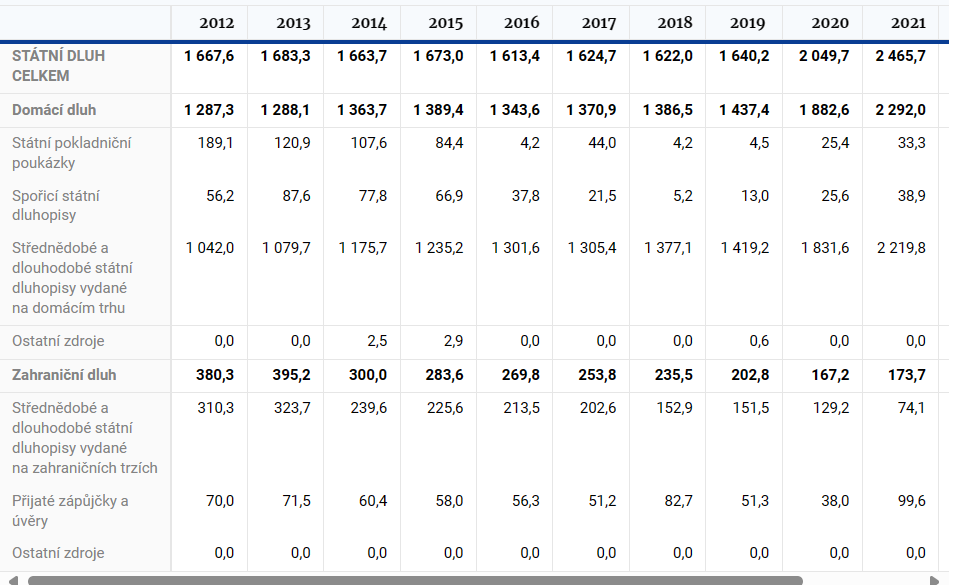 2012 2013 2014 2015 2016 2017 2018 2019 2020 2021
STÁTNÍ DLUH 1 667,6 1 683,3 1 663,7 1 673,0 1 613,4 1 624,7 1 622,0 1 640,2 2 049,7 2 465,7
CELKEM
Domácí dluh 1 287,3 1 288,1 1 363,7 1 389,4 1 343,6 1 370,9 1 386,5 1 437,4 1 882,6 2 292,0
Státní pokladniční 189,1 120,9 107,6 84,4 4,2 44,0 4,2 4,5 25,4 33,3
poukázky
Spořicí státní 56,2 87,6 77,8 66,9 37,8 21,5 5,2 13,0 25,6 38,9
dluhopisy
Střednědobé a 1 042,0 1 079,7 1 175,7 1 235,2 1 301,6 1 305,4 1 377,1 1 419,2 1 831,6 2 219,8
dlouhodobé státní
dluhopisy vydané
na domácím trhu
Ostatní zdroje 0,0 0,0 2,5 2,9 0,0 0,0 0,0 0,6 0,0 0,0
Zahraniční dluh 380,3 395,2 300,0 283,6 269,8 253,8 235,5 202,8 167,2 173,7
Střednědobé a 310,3 323,7 239,6 225,6 213,5 202,6 152,9 151,5 129,2 74,1
dlouhodobé státní
dluhopisy vydané
na zahraničních trzích
Přijaté zápůjčky a 70,0 71,5 60,4 58,0 56,3 51,2 82,7 51,3 38,0 99,6
úvěry
Ostatní zdroje 0,0 0,0 0,0 0,0 0,0 0,0 0,0 0,0 0,0 0,0